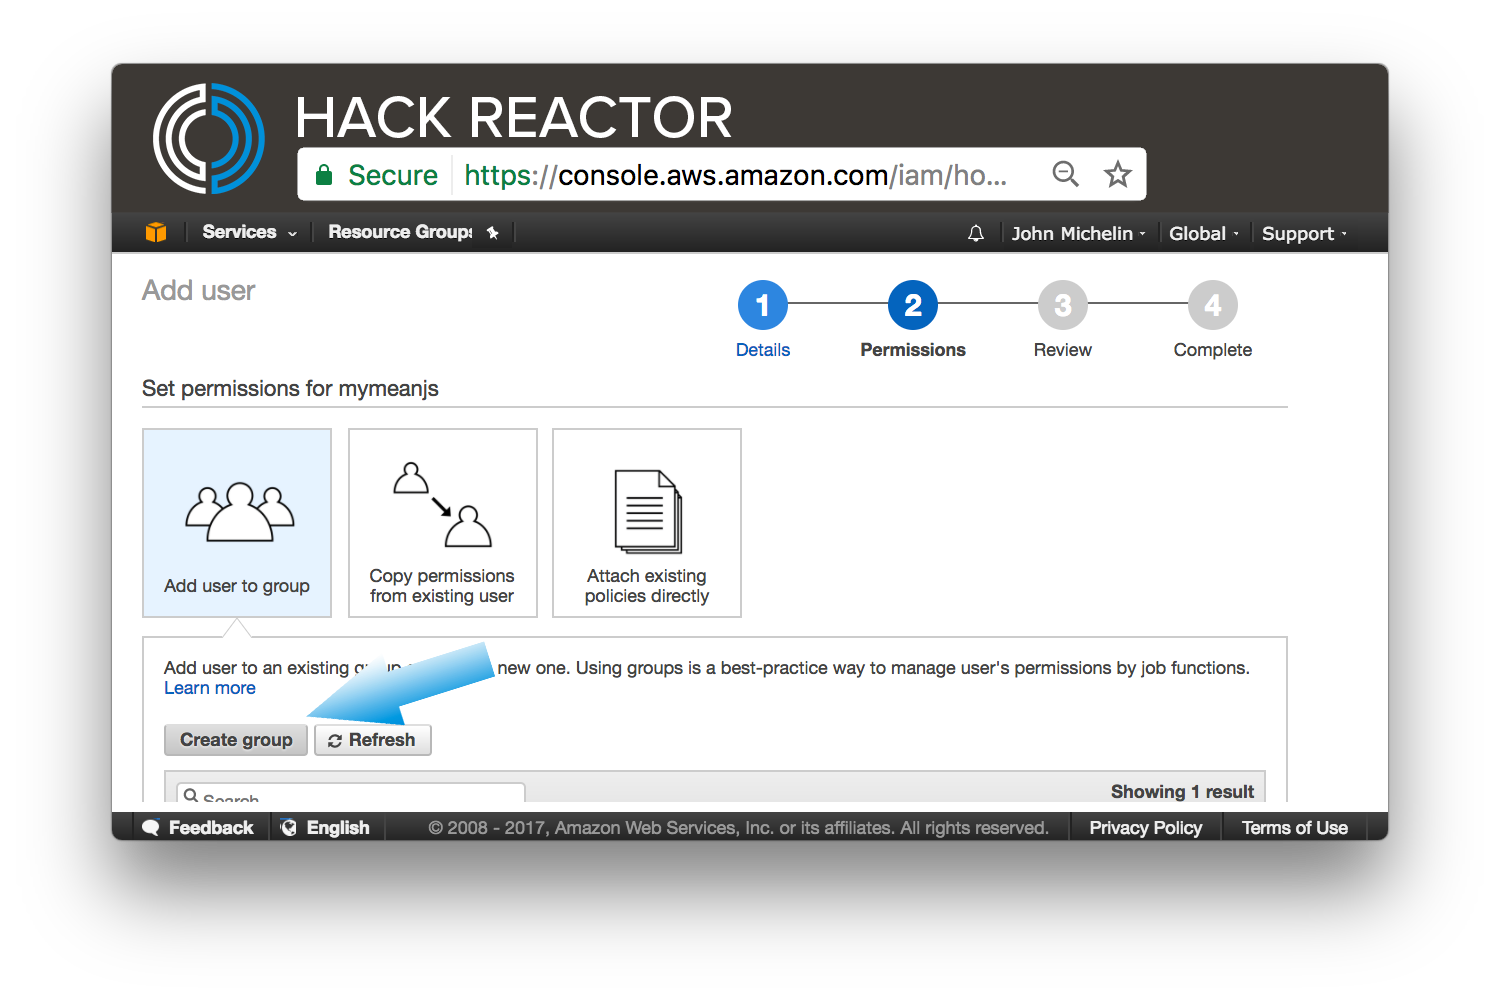 HACK REACTOR
Secure https://console.aws.amazon.com/iam/ho...
Services Resource Groups John Michelin Global Support
Add user
1 2 3 4
Details Permissions Review Complete
Set permissions for mymeanjs
Add user to group
Copy permissions
from existing user
Attach existing
policies directly
Add user to an existing new one. Using groups is a best-practice way to manage user's permissions by job functions.
Learn more
Create group Refresh
Search Showing 1 result
Feedback English © 2008 - 2017, Amazon Web Services, Inc. or its affiliates. All rights reserved. Privacy Policy Terms of Use